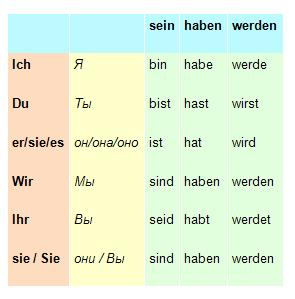 sein haben werden
Ich Я bin habe werde
Du Ты bist hast wirst
er/sie/es он/она/оно ist hat wird
Wir Мы sind haben werden
Ihr Вы seid habt werdet
sie / Sie они / Вы sind haben werden